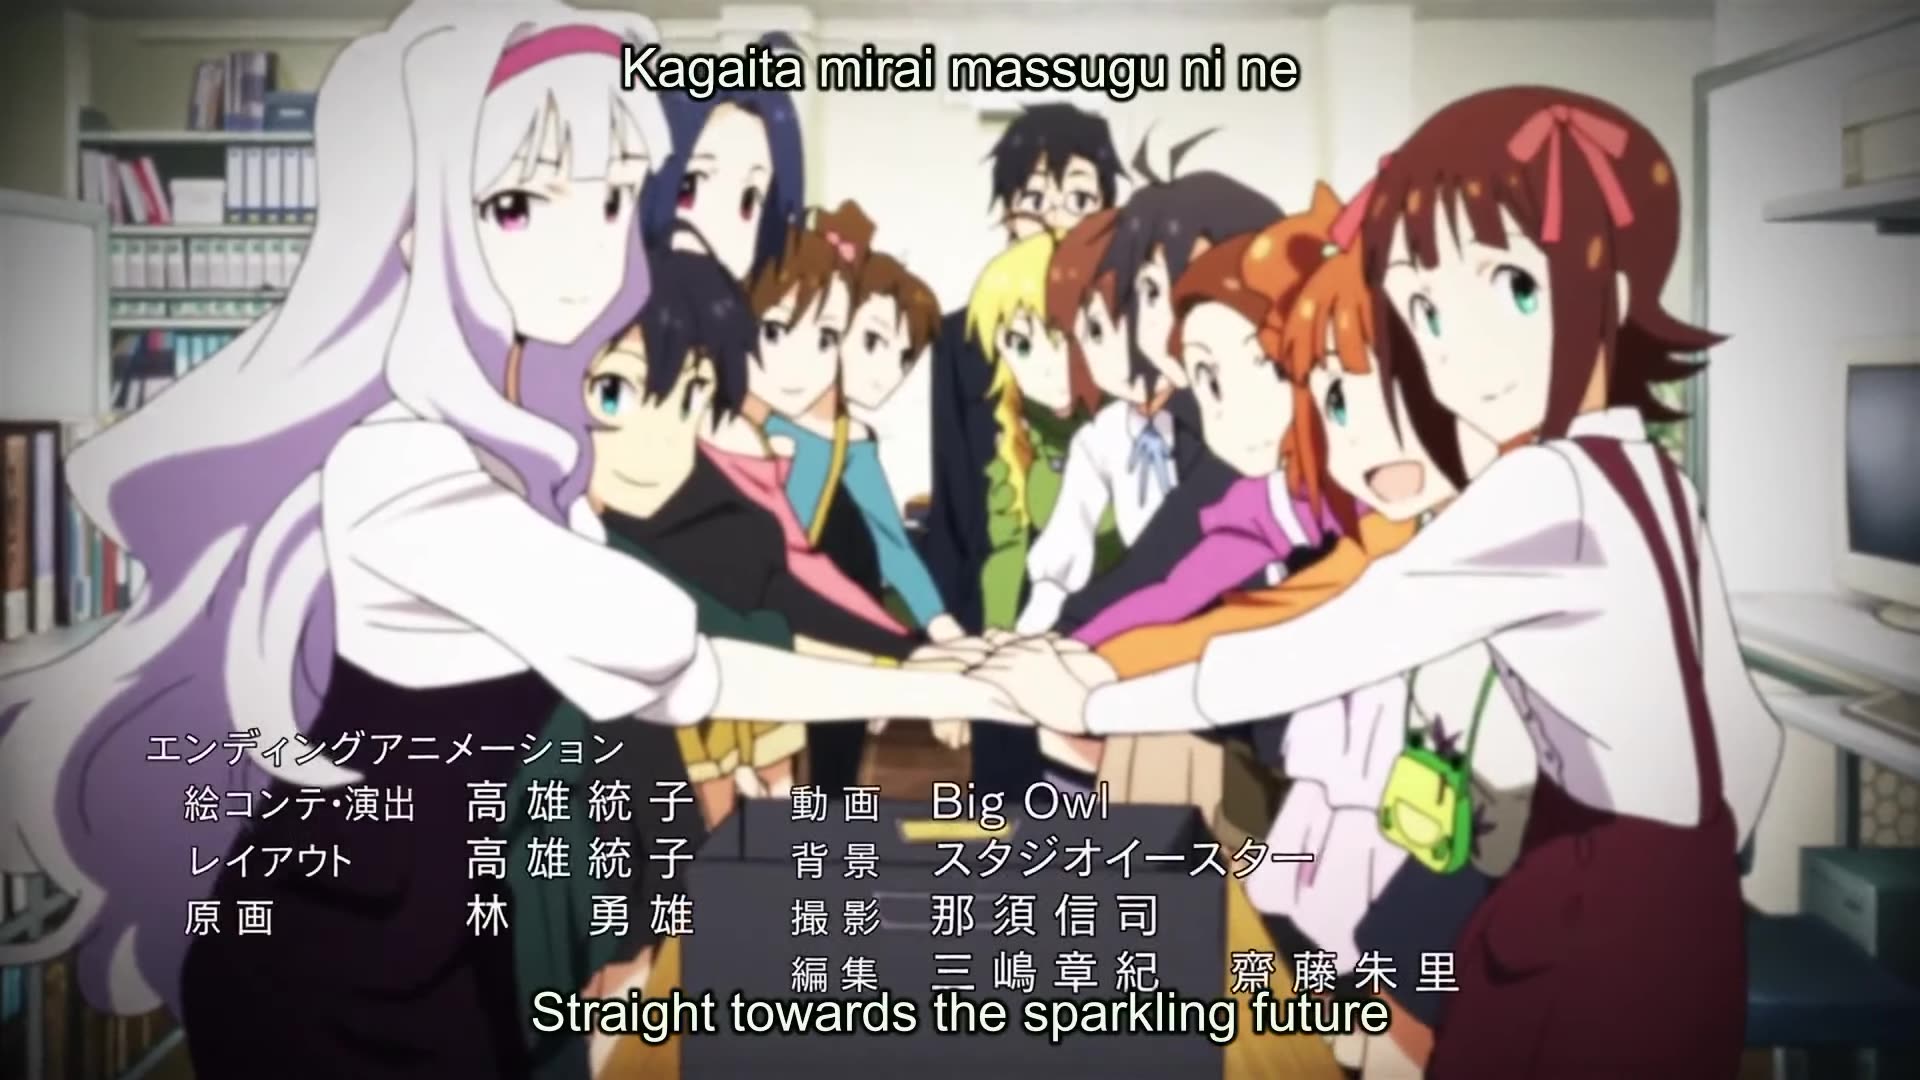 Kagaita mirai massugu ni ne
エンディングアニメーション
絵コンテ・演出 高雄統子 動画 Big Owl
レイアウト 高雄統子 背景 スタジオイースター
原画 林 勇雄 撮影 那須信司
編集 三嶋章紀 齋藤朱里
Straight towards the sparkling future